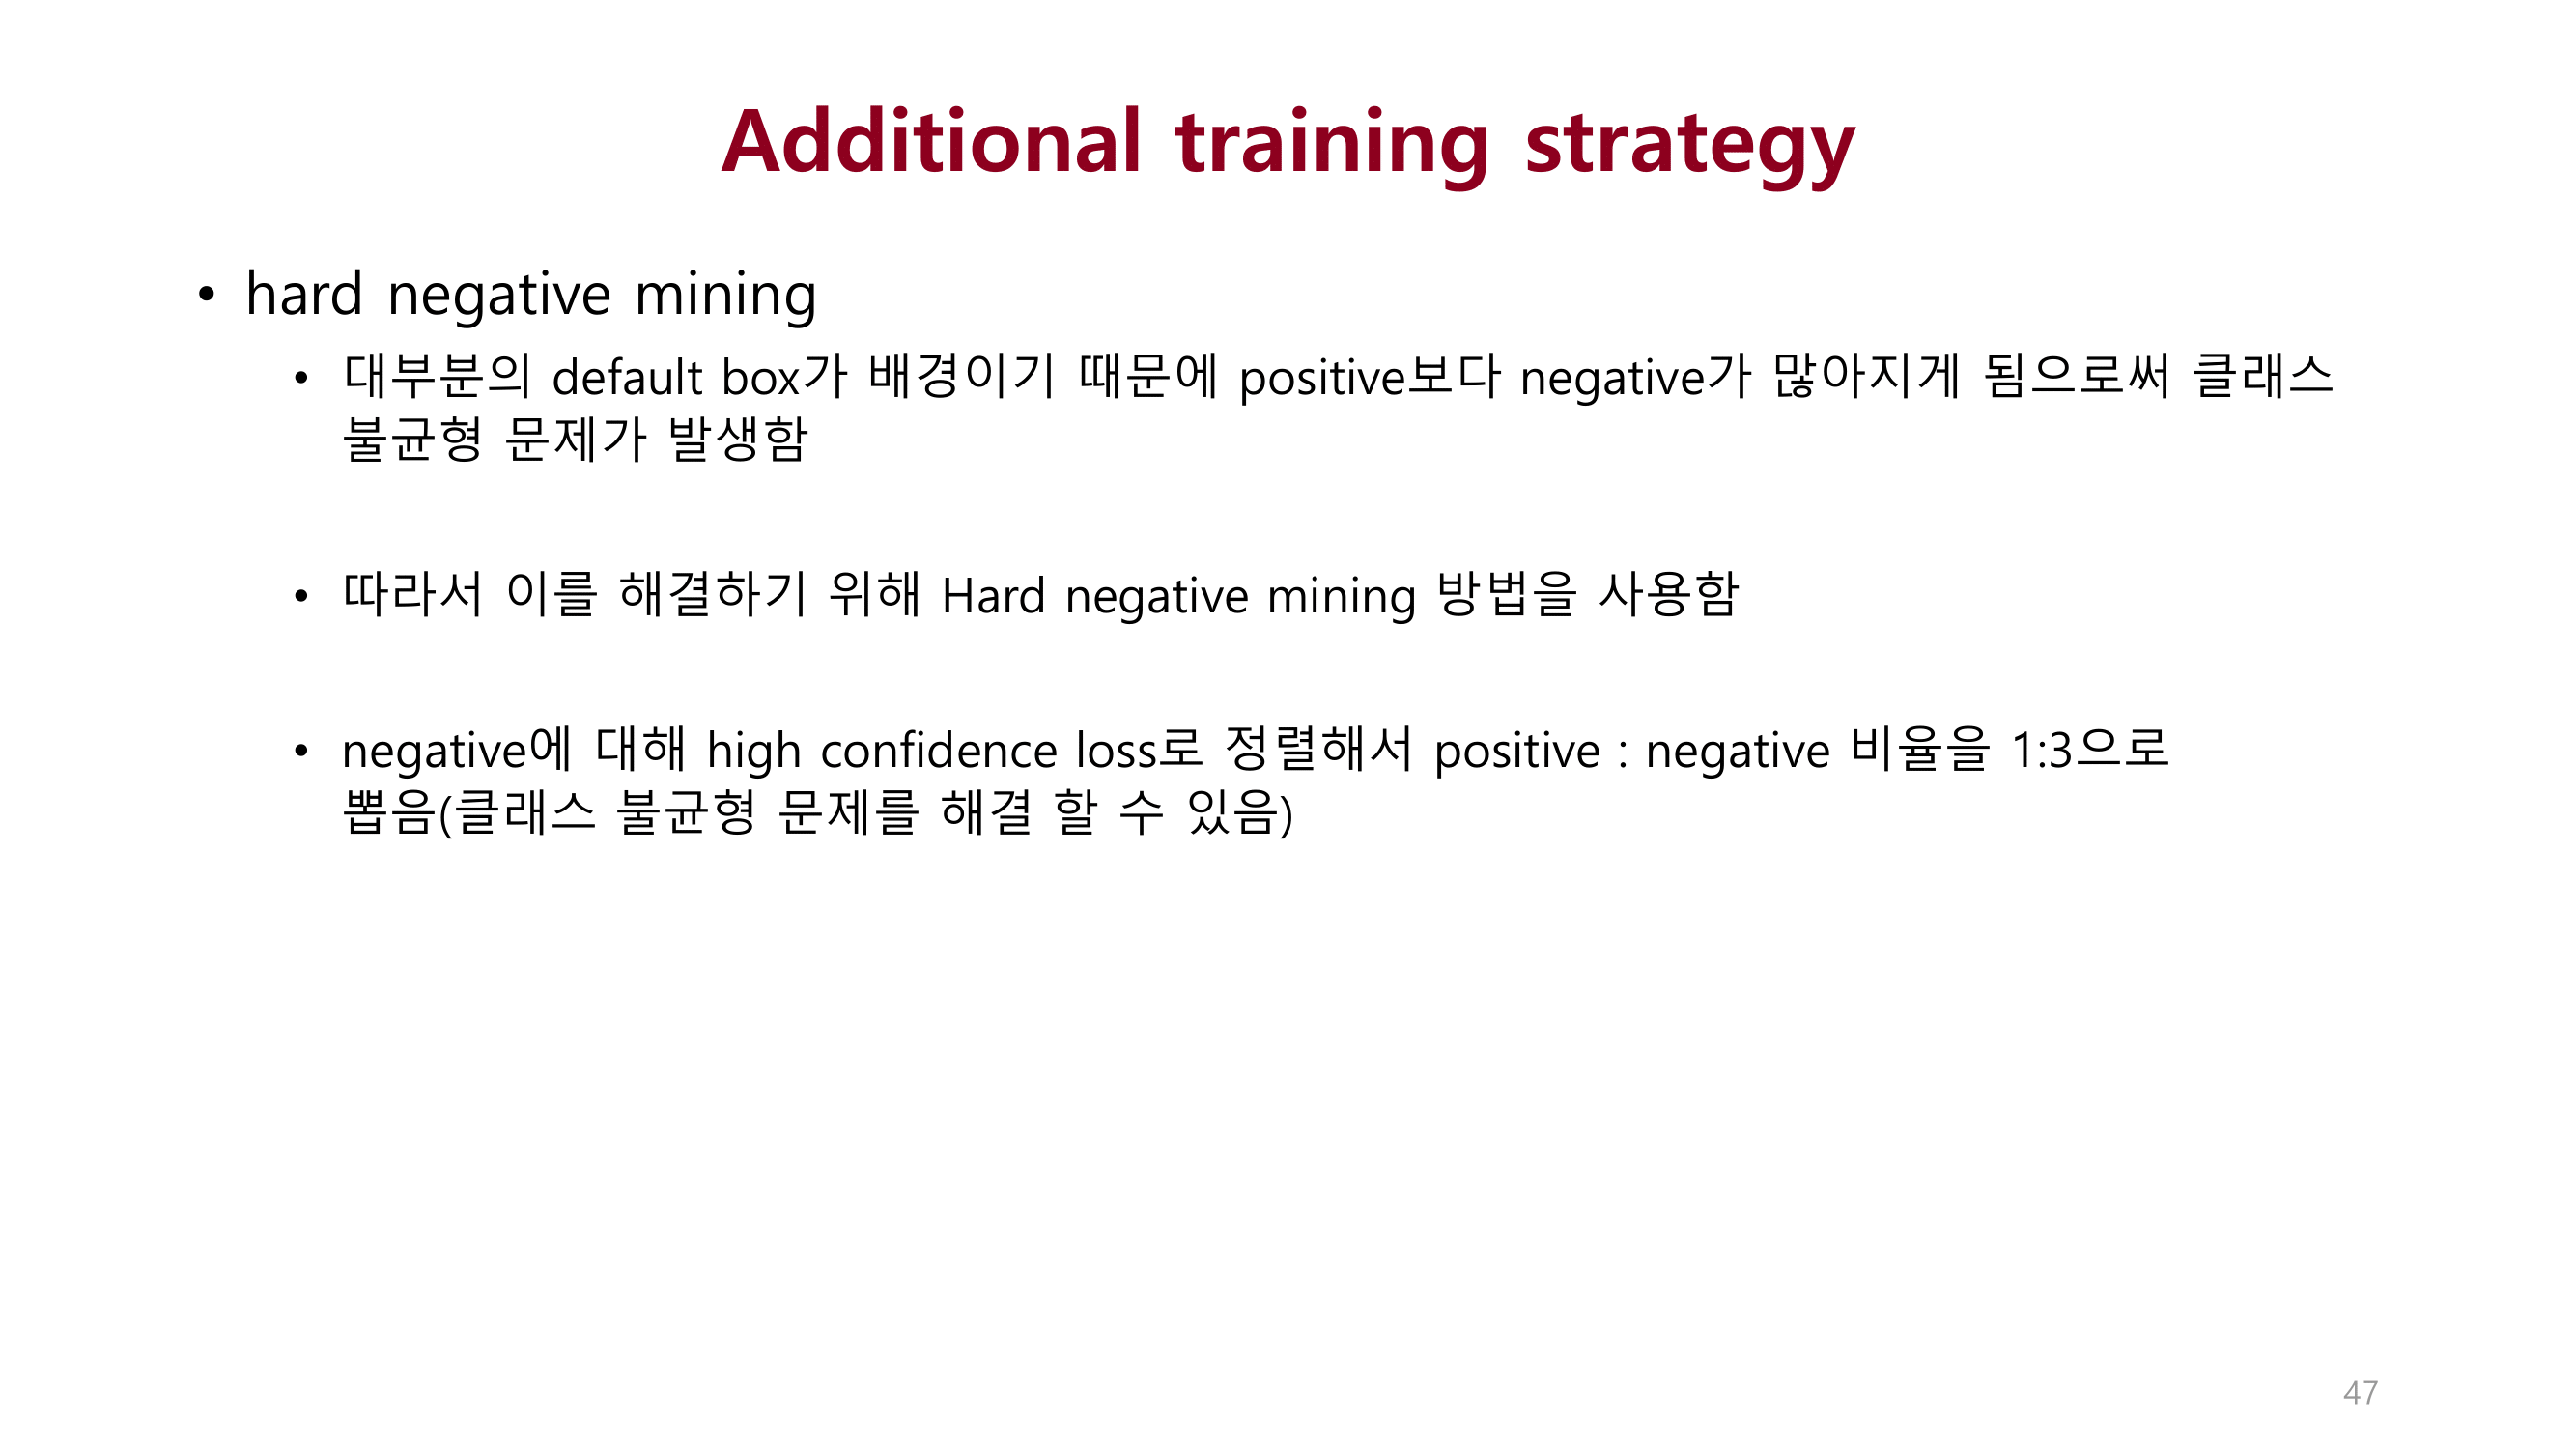 Additional training strategy
• hard negative mining
• 대부분의 default box가 배경이기 때문에 positive보다 negative가 많아지게 됨으로써 클래스
불균형 문제가 발생함
• 따라서 이를 해결하기 위해 Hard negative mining 방법을 사용함
• negative에 대해 high confidence loss로 정렬해서 positive : negative 비율을 1:3으로
뽑음(클래스 불균형 문제를 해결 할 수 있음)
47